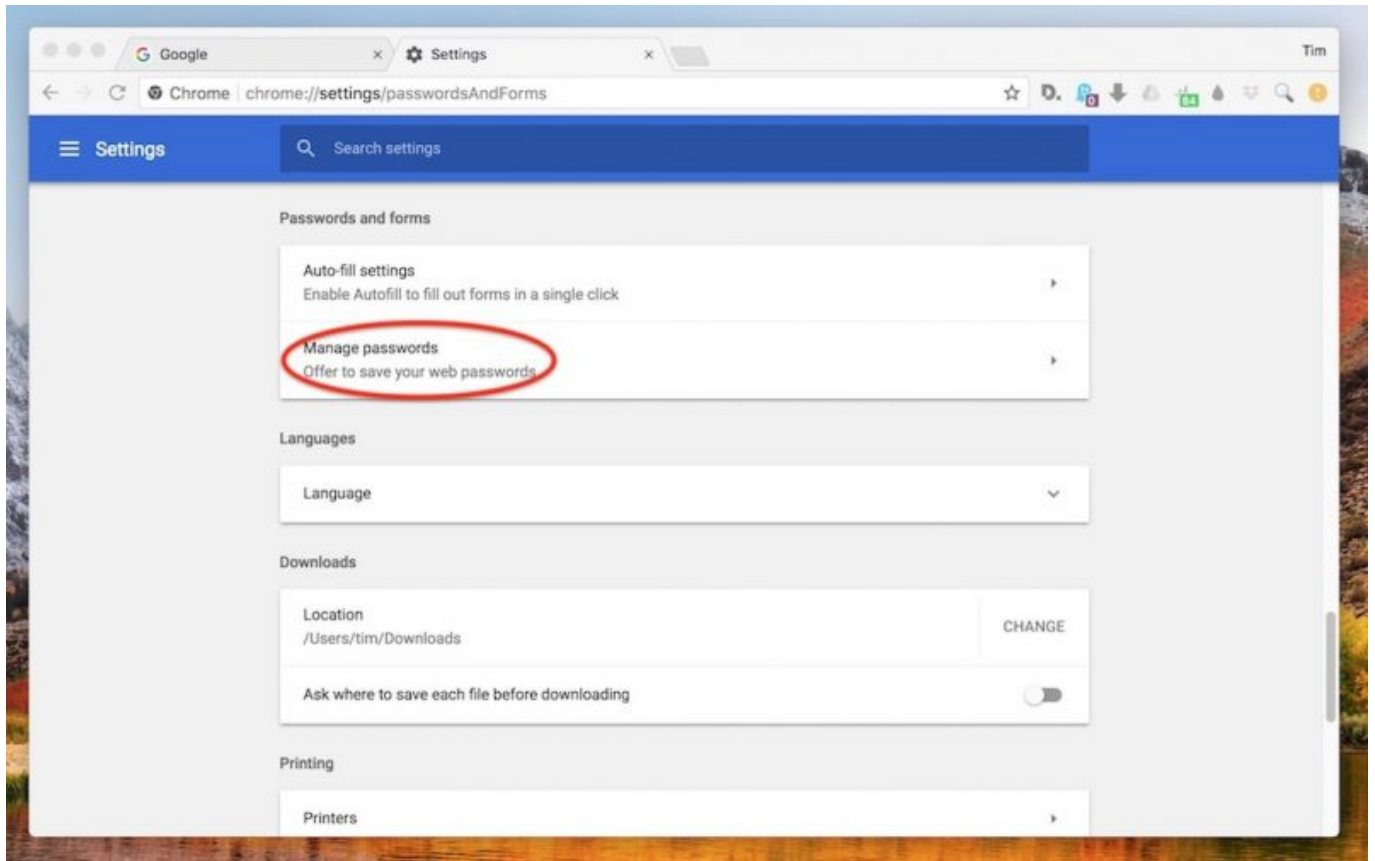 Google
Settings
Tim
Chrome chrome://settings/passwordsAndForms
D.
0
84
Settings
Search settings
Passwords and forms
Auto-fill settings
Enable Autofill to fill out forms in a single click
Manage passwords
Offer to save your web passwords
Languages
Language
Downloads
Location
/Users/tim/Downloads
CHANGE
Ask where to save each file before downloading
Printing
Printers